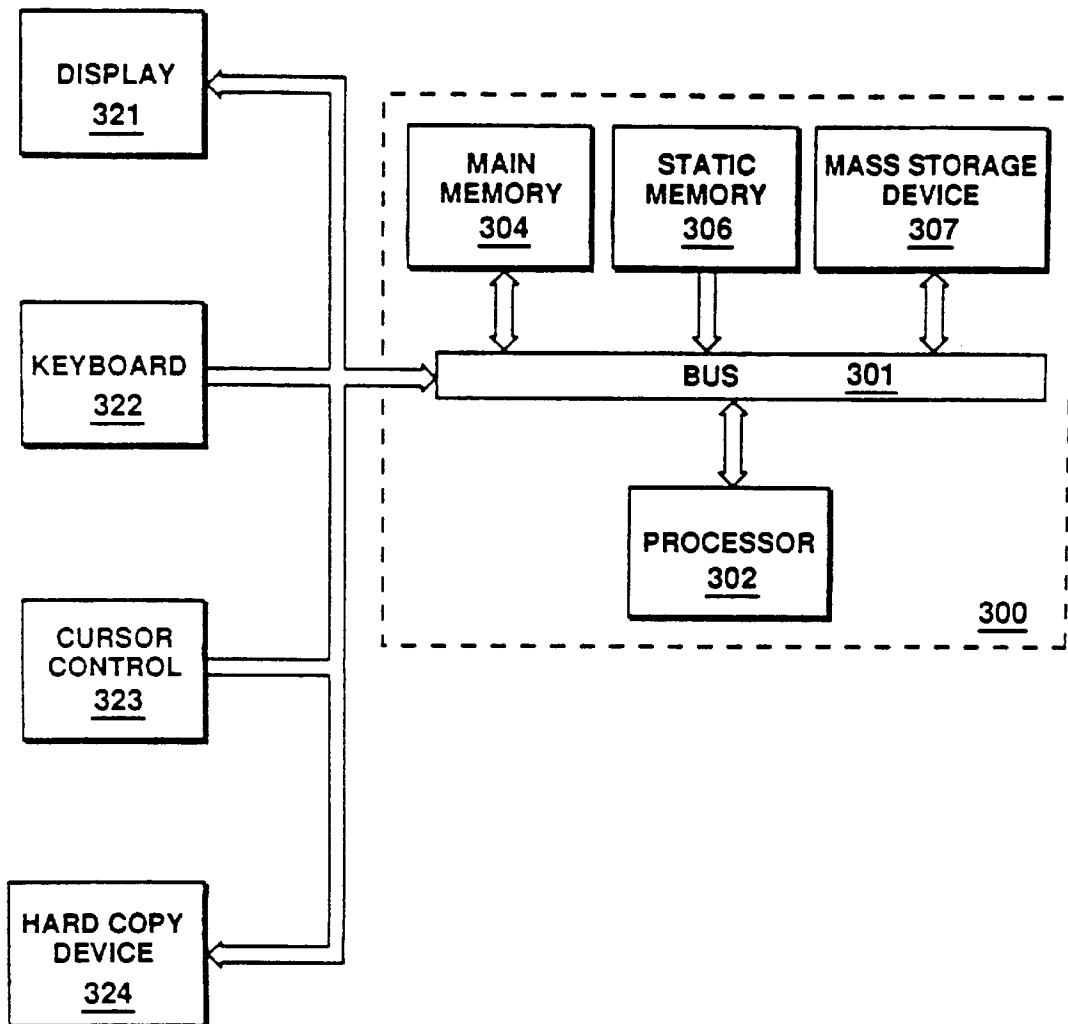 DISPLAY
321
KEYBOARD
322
CURSOR
CONTROL
323
HARD COPY
DEVICE
324
MAIN
MEMORY
304
STATIC
MEMORY
306
MASS STORAGE
DEVICE
307
BUS 301
PROCESSOR
302
300